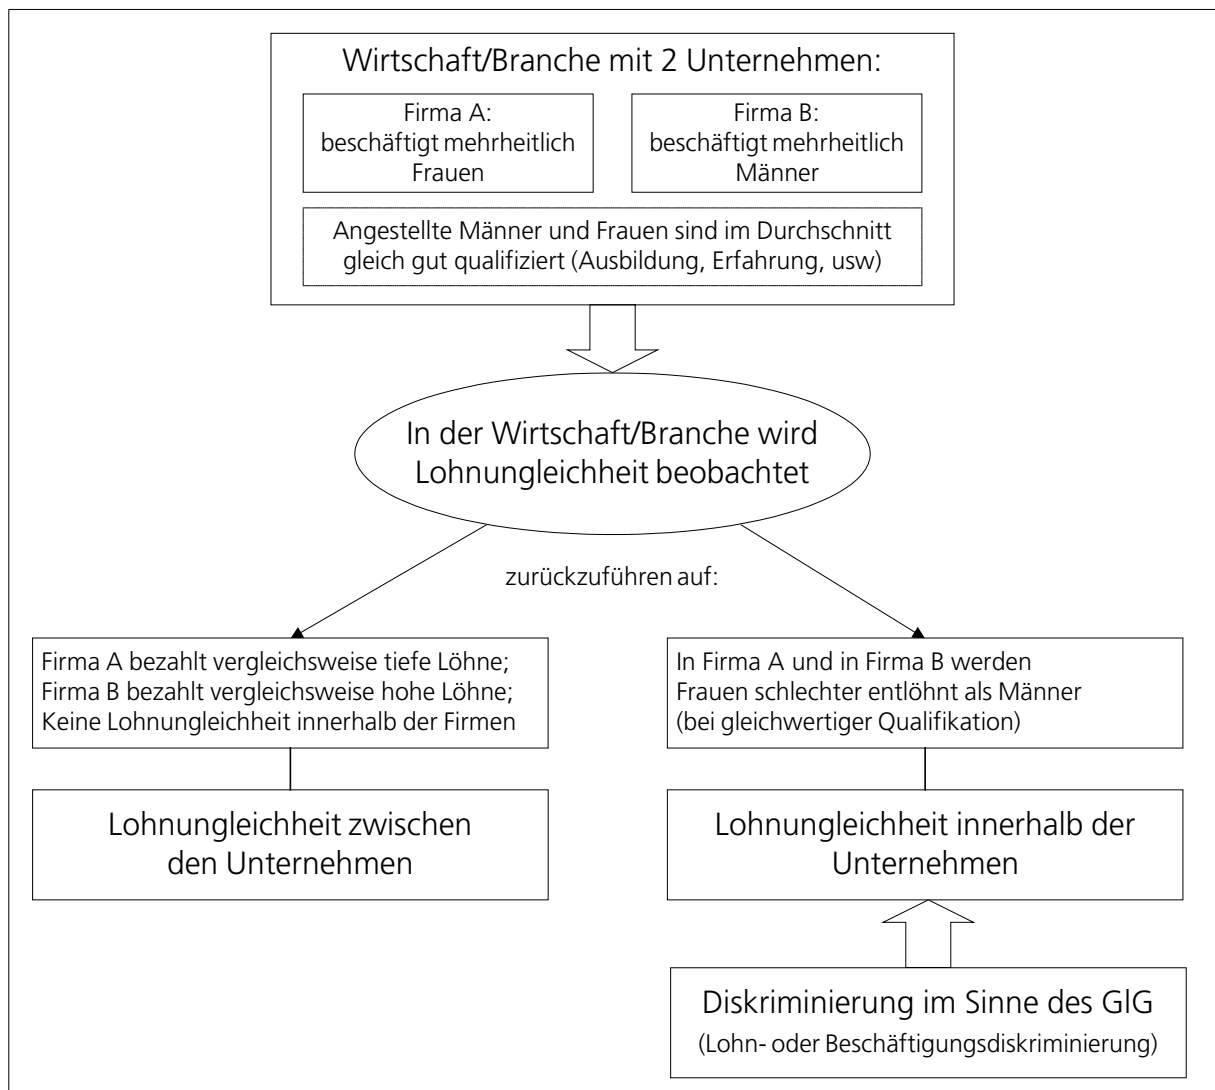 Wirtschaft/Branche mit 2 Unternehmen:
Firma A:
beschäftigt mehrheitlich
Frauen
Firma B:
beschäftigt mehrheitlich
Männer
Angestellte Männer und Frauen sind im Durchschnitt
gleich gut qualifiziert (Ausbildung, Erfahrung, usw)
In der Wirtschaft/Branche wird
Lohnungleichheit beobachtet
zurückzuführen auf:
Firma A bezahlt vergleichsweise tiefe Löhne;
Firma B bezahlt vergleichsweise hohe Löhne;
Keine Lohnungleichheit innerhalb der Firmen
In Firma A und in Firma B werden
Frauen schlechter entlöhnt als Männer
(bei gleichwertiger Qualifikation)
Lohnungleichheit zwischen
den Unternehmen
Lohnungleichheit innerhalb der
Unternehmen
Diskriminierung im Sinne des GlG
(Lohn- oder Beschäftigungsdiskriminierung)